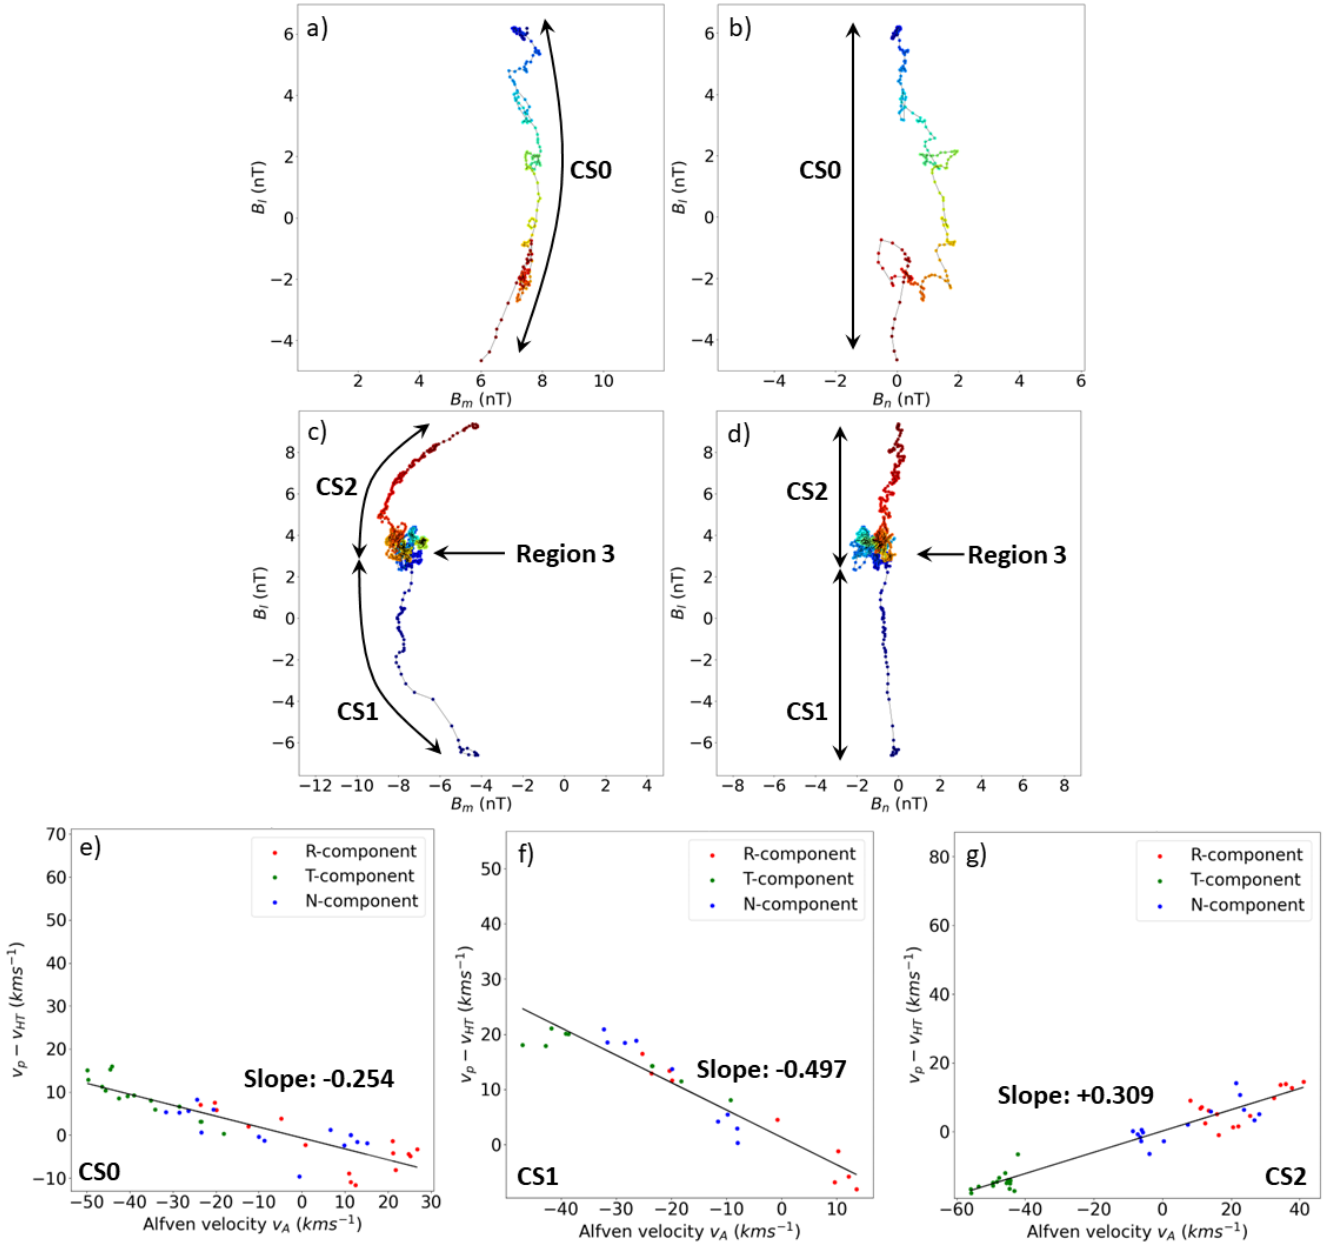 a)
6
4
2
0
−2
−4
B_l (nT)
CS0
2 4 6 8 10
B_m (nT)
b)
6
4
2
0
−2
−4
B_l (nT)
CS0
−4 −2 0 2 4 6
B_n (nT)
c)
8
6
4
2
0
−2
−4
−6
B_l (nT)
CS2
Region 3
CS1
−12 −10 −8 −6 −4 −2 0 2 4
B_m (nT)
d)
8
6
4
2
0
−2
−4
−6
B_l (nT)
CS2
Region 3
CS1
−8 −6 −4 −2 0 2 4 6 8
B_n (nT)
e)
70
60
50
40
30
20
10
0
−10
v_p − v_HT (kms⁻¹)
R-component
T-component
N-component
Slope: -0.254
CS0
−50 −40 −30 −20 −10 0 10 20 30
Alfven velocity v_A (kms⁻¹)
f)
50
40
30
20
10
0
v_p − v_HT (kms⁻¹)
R-component
T-component
N-component
Slope: -0.497
CS1
−40 −30 −20 −10 0 10
Alfven velocity v_A (kms⁻¹)
g)
80
60
40
20
0
−20
v_p − v_HT (kms⁻¹)
R-component
T-component
N-component
Slope: +0.309
CS2
−60 −40 −20 0 20 40
Alfven velocity v_A (kms⁻¹)